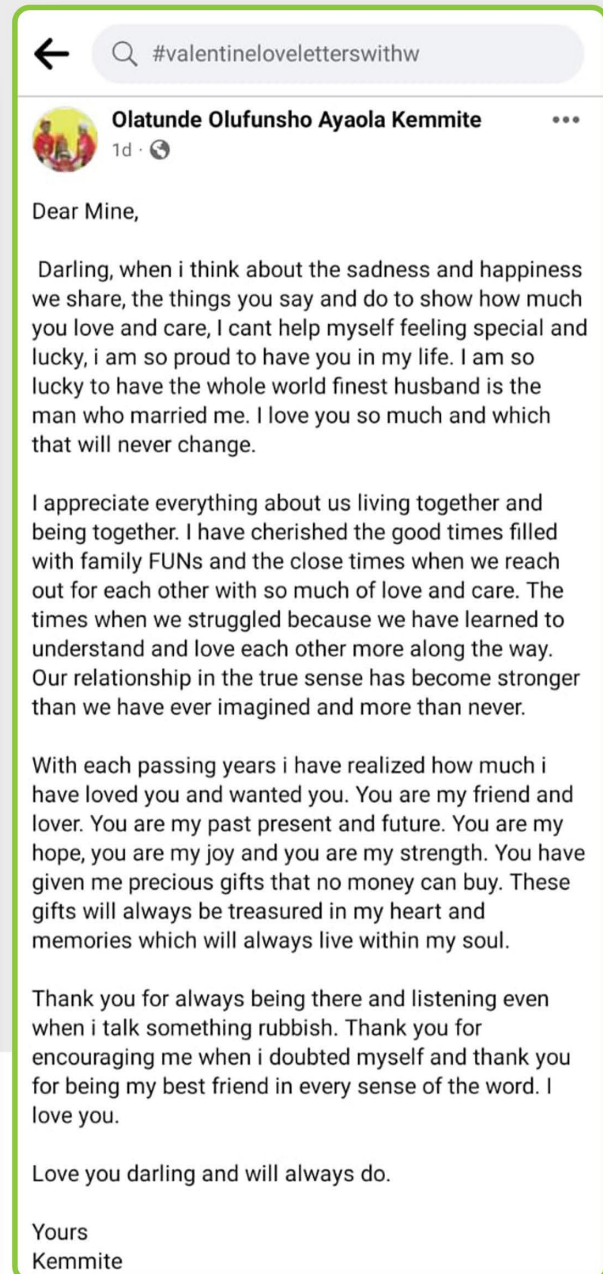 #valentineloveletterswithw
Olatunde Olufunsho Ayaola Kemmite
1d ·
Dear Mine,
Darling, when i think about the sadness and happiness
we share, the things you say and do to show how much
you love and care, I cant help myself feeling special and
lucky, i am so proud to have you in my life. I am so
lucky to have the whole world finest husband is the
man who married me. I love you so much and which
that will never change.
I appreciate everything about us living together and
being together. I have cherished the good times filled
with family FUNs and the close times when we reach
out for each other with so much of love and care. The
times when we struggled because we have learned to
understand and love each other more along the way.
Our relationship in the true sense has become stronger
than we have ever imagined and more than never.
With each passing years i have realized how much i
have loved you and wanted you. You are my friend and
lover. You are my past present and future. You are my
hope, you are my joy and you are my strength. You have
given me precious gifts that no money can buy. These
gifts will always be treasured in my heart and
memories which will always live within my soul.
Thank you for always being there and listening even
when i talk something rubbish. Thank you for
encouraging me when i doubted myself and thank you
for being my best friend in every sense of the word. I
love you.
Love you darling and will always do.
Yours
Kemmite